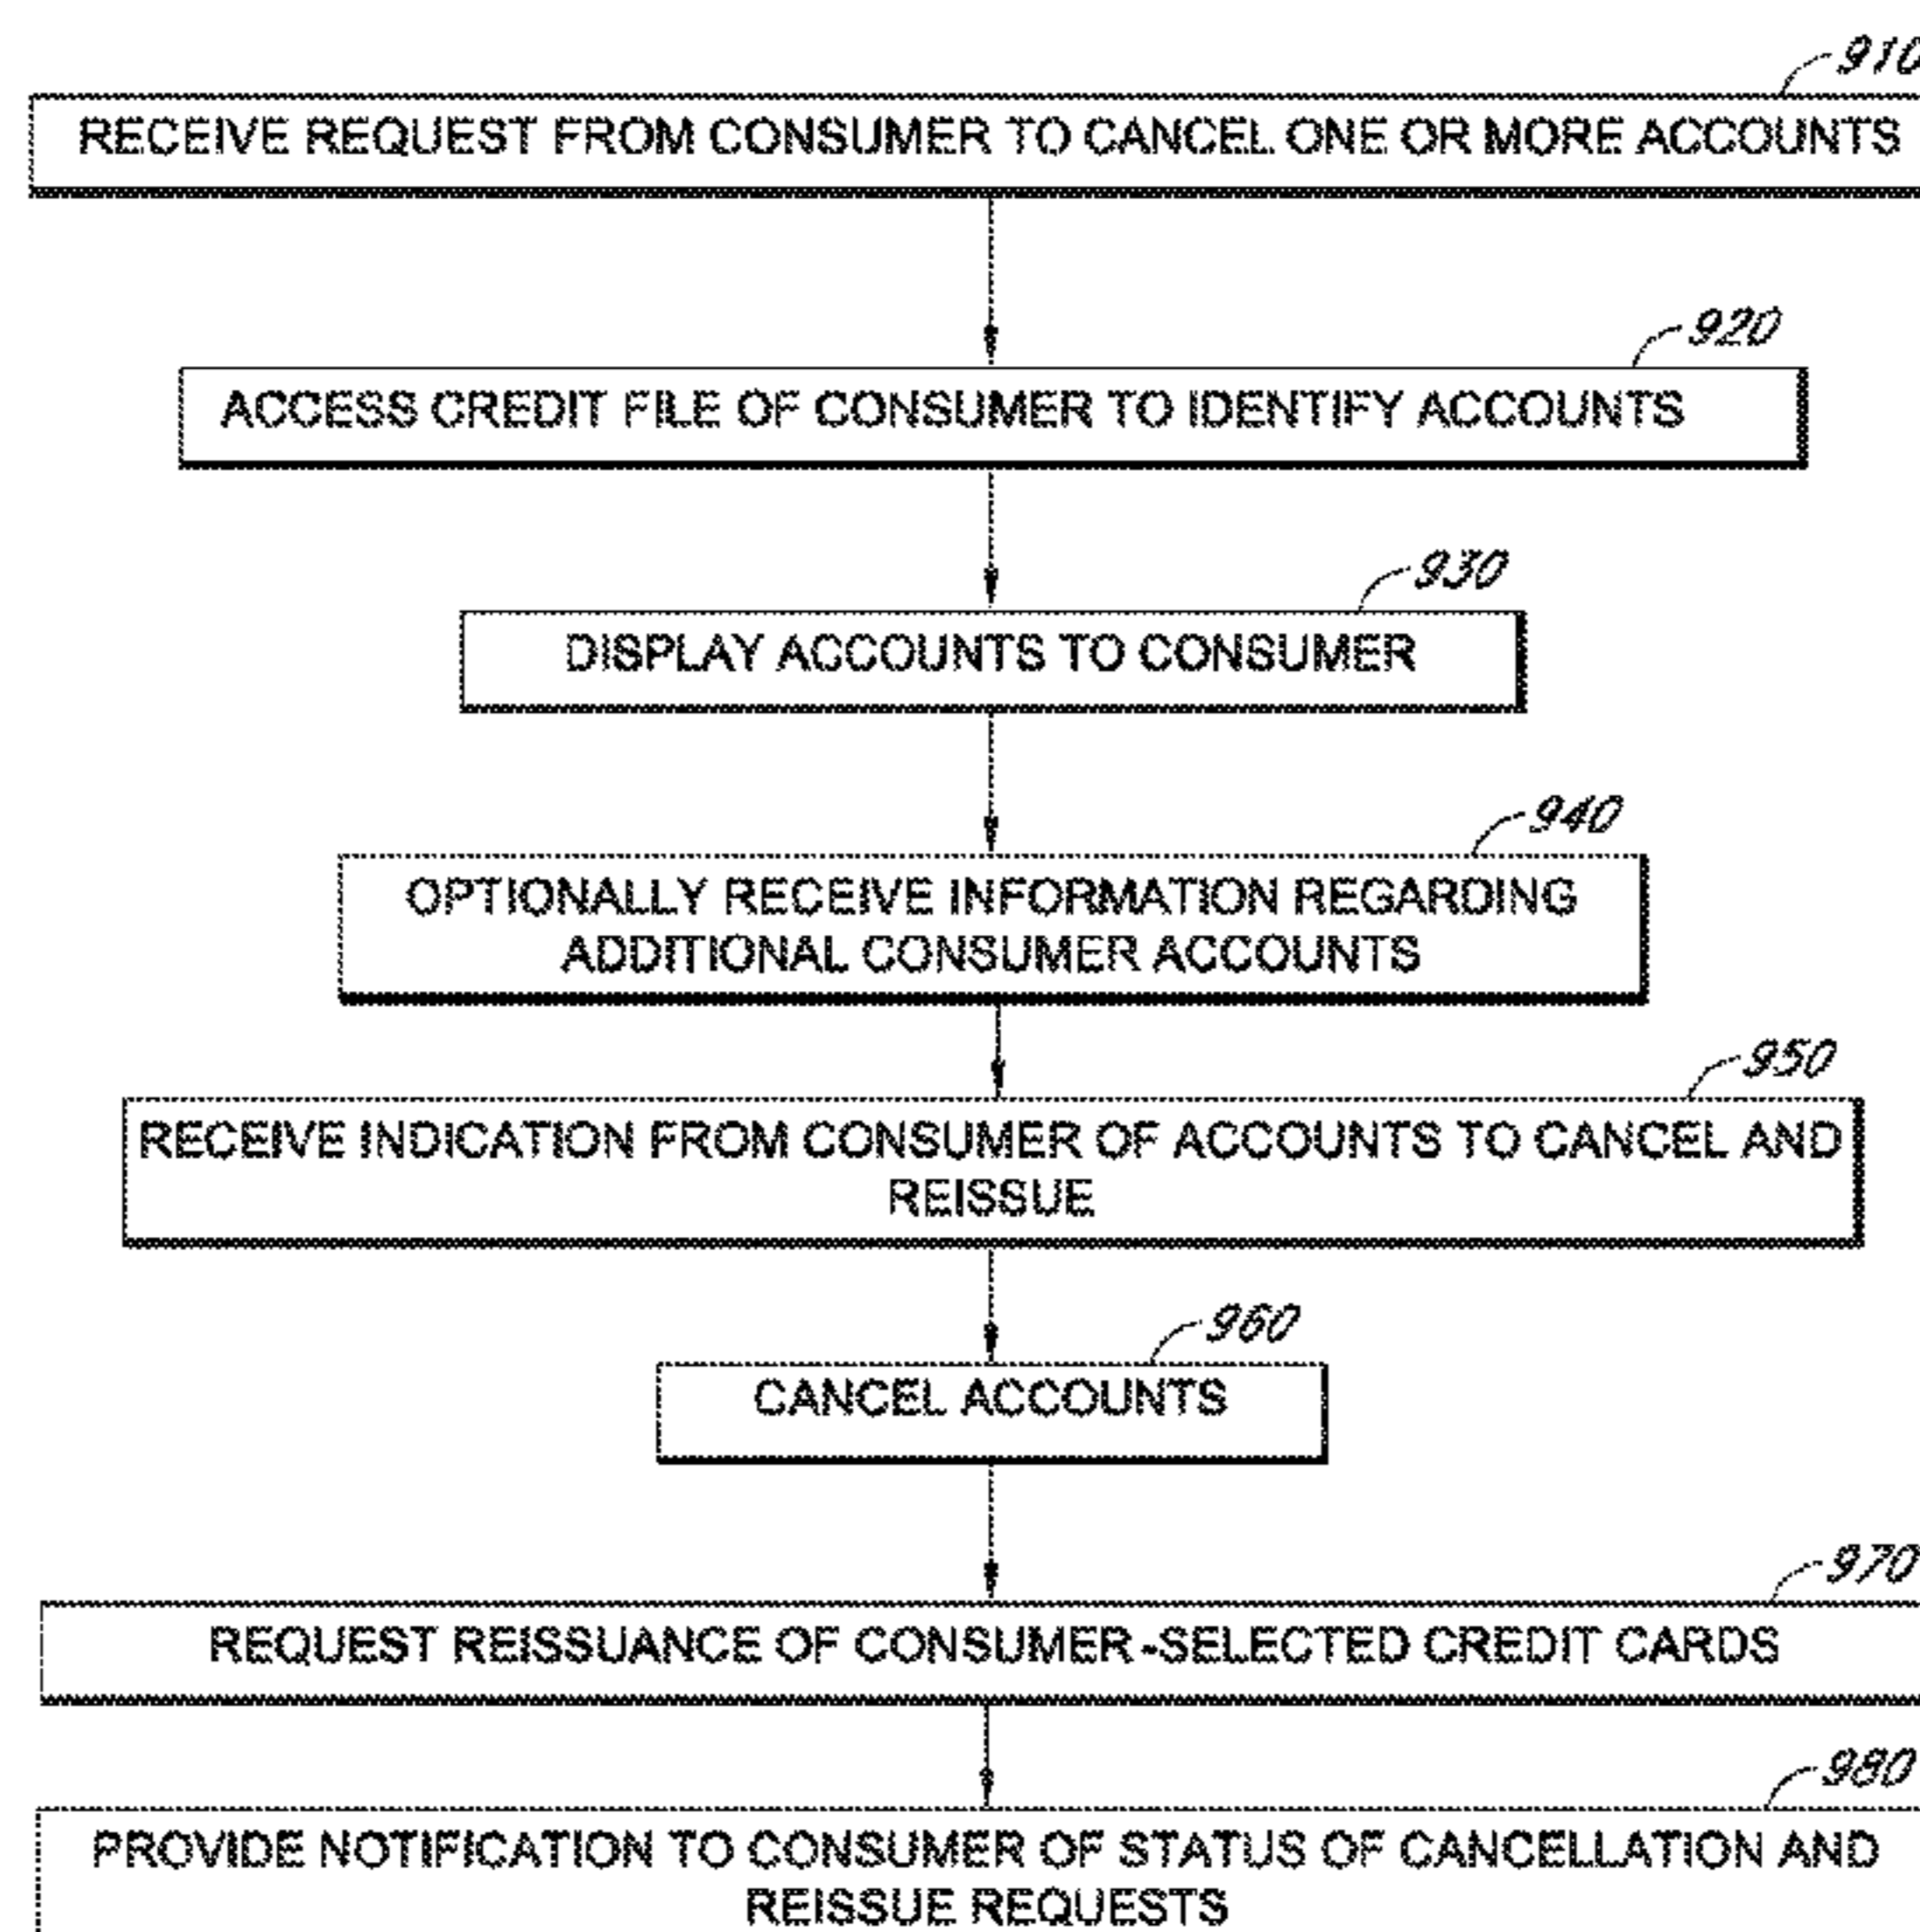 910
RECEIVE REQUEST FROM CONSUMER TO CANCEL ONE OR MORE ACCOUNTS
920
ACCESS CREDIT FILE OF CONSUMER TO IDENTIFY ACCOUNTS
930
DISPLAY ACCOUNTS TO CONSUMER
940
OPTIONALLY RECEIVE INFORMATION REGARDING
ADDITIONAL CONSUMER ACCOUNTS
950
RECEIVE INDICATION FROM CONSUMER OF ACCOUNTS TO CANCEL AND
REISSUE
960
CANCEL ACCOUNTS
970
REQUEST REISSUANCE OF CONSUMER-SELECTED CREDIT CARDS
980
PROVIDE NOTIFICATION TO CONSUMER OF STATUS OF CANCELLATION AND
REISSUE REQUESTS